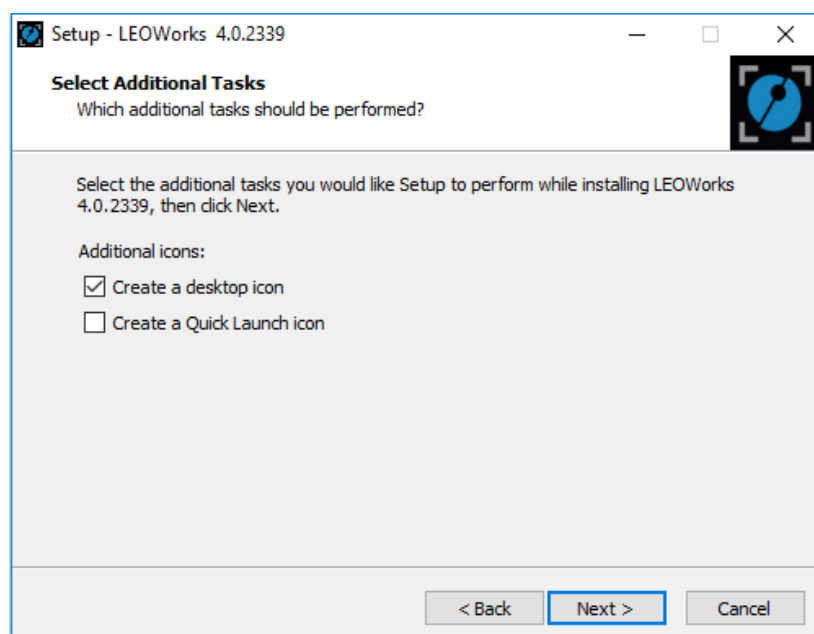 Setup - LEOWorks 4.0.2339
Select Additional Tasks
Which additional tasks should be performed?
Select the additional tasks you would like Setup to perform while installing LEOWorks
4.0.2339, then click Next.
Additional icons:
Create a desktop icon
Create a Quick Launch icon
< Back Next > Cancel